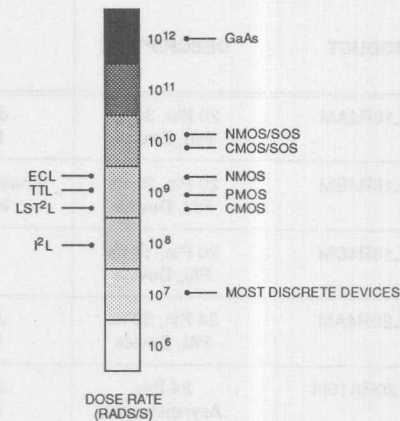 10¹² GaAs
10¹¹
10¹⁰ NMOS/SOS
CMOS/SOS
ECL NMOS
TTL 10⁹ PMOS
LST²L CMOS
I²L 10⁸
10⁷ MOST DISCRETE DEVICES
10⁶
DOSE RATE
(RADS/S)